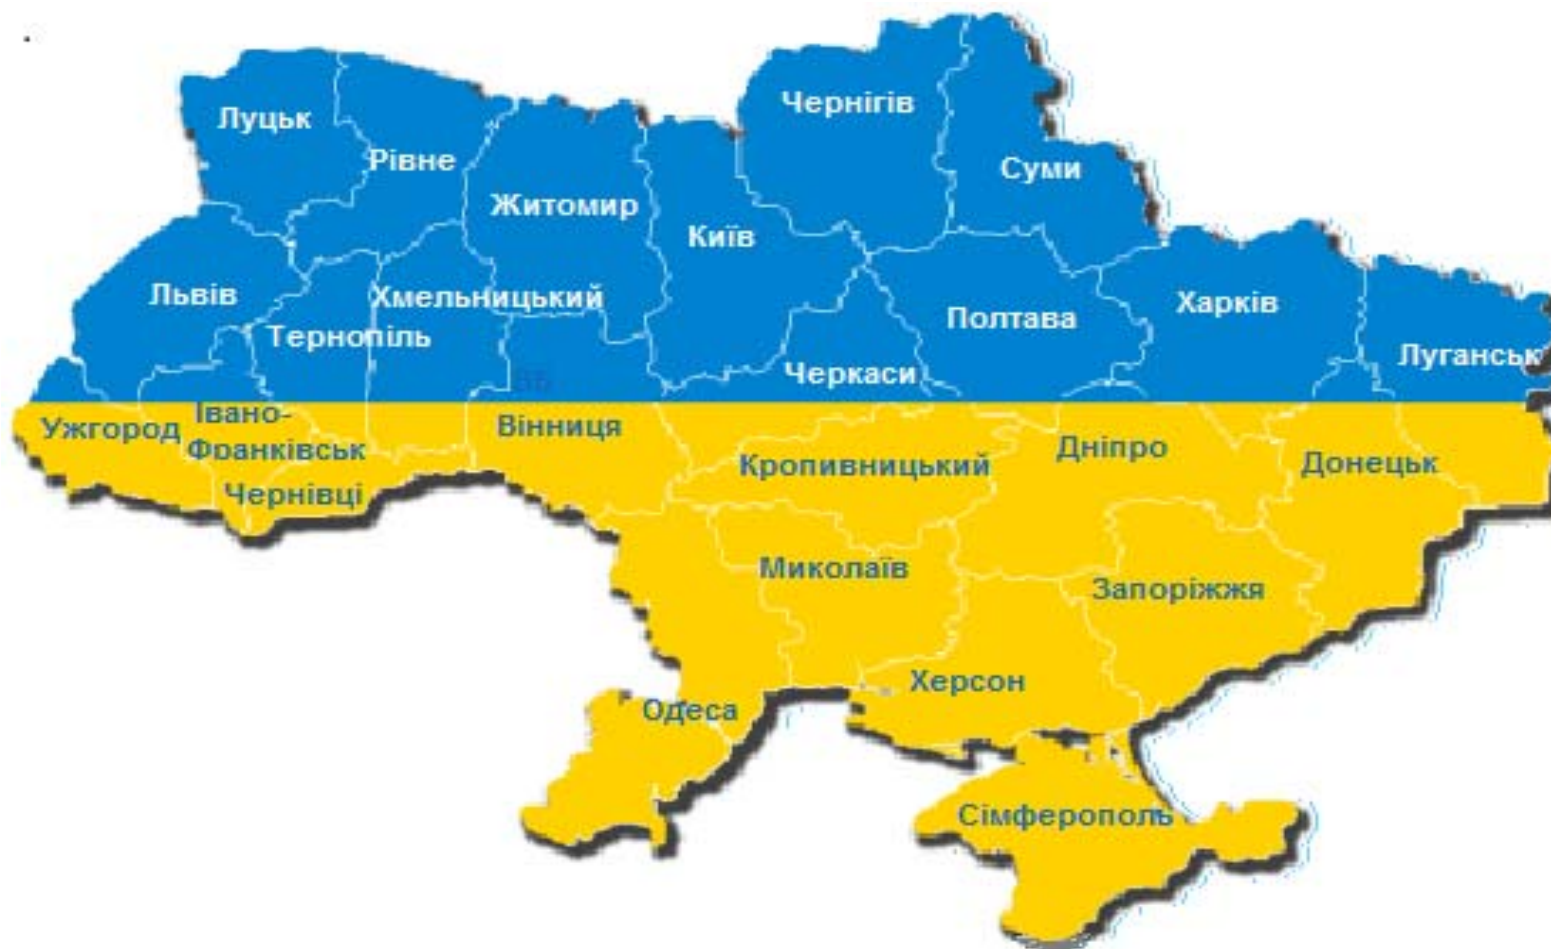 Чернігів
Луцьк
Рівне
Суми
Житомир
Київ
Львів
Хмельницький
Харків
Полтава
Тернопіль
Луганськ
Черкаси
Івано-
Франківськ
Ужгород
Вінниця
Дніпро
Кропивницький
Донецьк
Чернівці
Миколаїв
Запоріжжя
Херсон
Одеса
Сімферополь